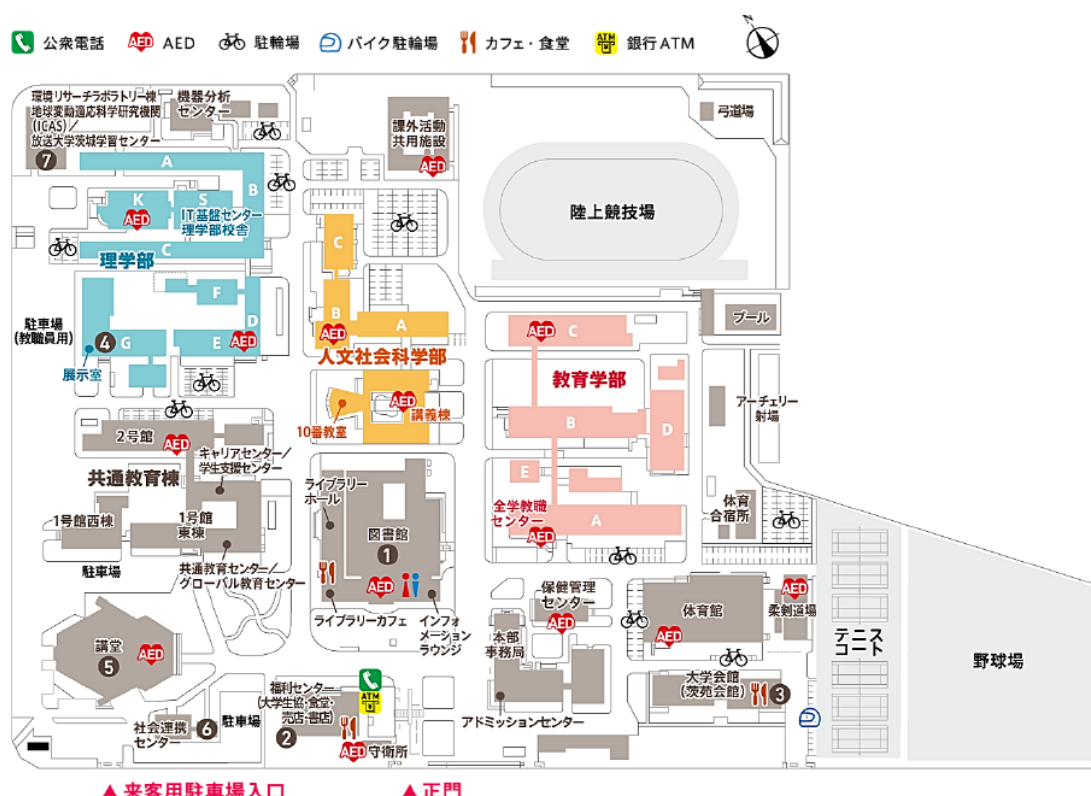 公衆電話
AED AED
駐輪場
バイク駐輪場
カフェ・食堂
ATM 銀行ATM
N
環境リサーチラボラトリー棟
地球変動適応科学研究機関
(ICAS)／
放送大学茨城学習センター
7
機器分析
センター
課外活動
共用施設
AED
弓道場
陸上競技場
A
B
K
S
AED
IT基盤センター
理学部校舎
C
理学部
F
D
駐車場
(教職員用)
4
G
E
AED
展示室
C
B
A
AED
人文社会科学部
AED
講義棟
10番教室
プール
AED
C
教育学部
B
D
E
全学教職
センター
A
AED
アーチェリー
射場
体育
合宿所
2号館
AED
キャリアセンター／
学生支援センター
共通教育棟
1号館西棟
1号館
東棟
駐車場
共通教育センター／
グローバル教育センター
ライブラリー
ホール
図書館
1
AED
ライブラリーカフェ
インフォ
メーション
ラウンジ
保健管理
センター
AED
本部
事務局
アドミッションセンター
体育館
AED
AED
柔剣道場
テニス
コート
野球場
大学会館
(茨苑会館)
3
講堂
5
AED
社会連携
センター
6
駐車場
福利センター
(大学生協・食堂・
売店・書店)
2
ATM
AED
守衛所
▲来客用駐車場入口
▲正門